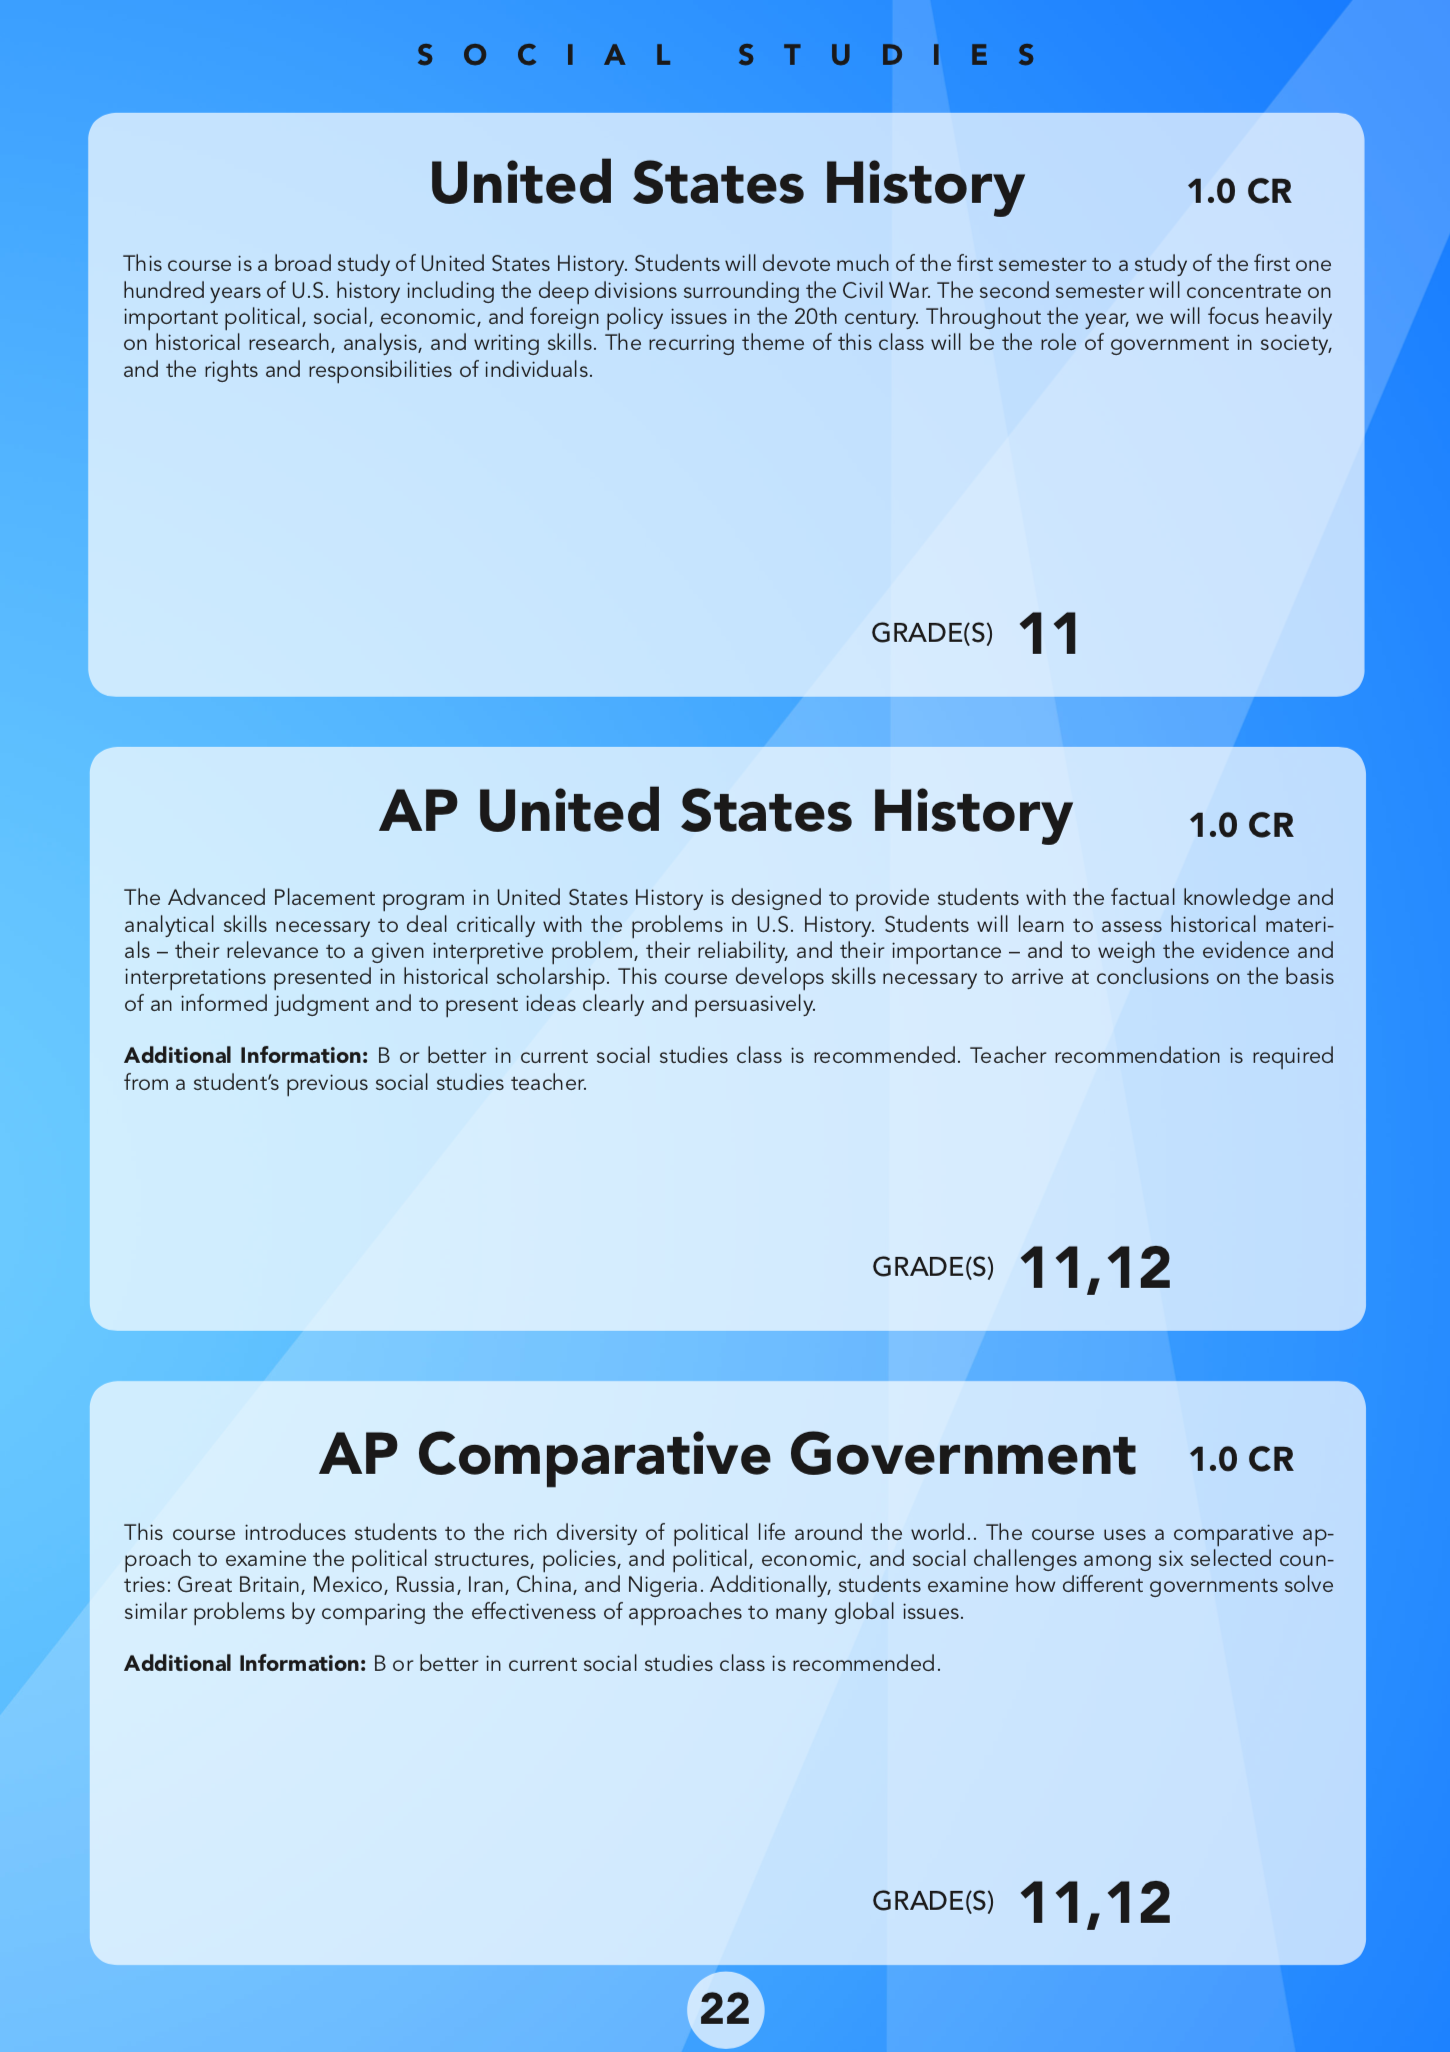 SOCIAL STUDIES
United States History
1.0 CR
This course is a broad study of United States History. Students will devote much of the first semester to a study of the first one
hundred years of U.S. history including the deep divisions surrounding the Civil War. The second semester will concentrate on
important political, social, economic, and foreign policy issues in the 20th century. Throughout the year, we will focus heavily
on historical research, analysis, and writing skills. The recurring theme of this class will be the role of government in society,
and the rights and responsibilities of individuals.
GRADE(S) 11
AP United States History
1.0 CR
The Advanced Placement program in United States History is designed to provide students with the factual knowledge and
analytical skills necessary to deal critically with the problems in U.S. History. Students will learn to assess historical materi-
als – their relevance to a given interpretive problem, their reliability, and their importance – and to weigh the evidence and
interpretations presented in historical scholarship. This course develops skills necessary to arrive at conclusions on the basis
of an informed judgment and to present ideas clearly and persuasively.
Additional Information: B or better in current social studies class is recommended. Teacher recommendation is required
from a student’s previous social studies teacher.
GRADE(S) 11,12
AP Comparative Government
1.0 CR
This course introduces students to the rich diversity of political life around the world.. The course uses a comparative ap-
proach to examine the political structures, policies, and political, economic, and social challenges among six selected coun-
tries: Great Britain, Mexico, Russia, Iran, China, and Nigeria. Additionally, students examine how different governments solve
similar problems by comparing the effectiveness of approaches to many global issues.
Additional Information: B or better in current social studies class is recommended.
GRADE(S) 11,12
22